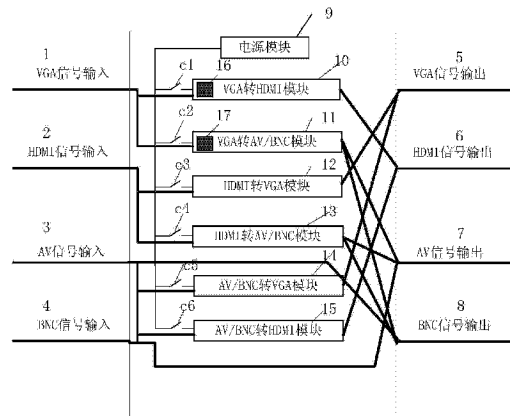 9
电源模块
1
VGA信号输入
c1
16
10
VGA转HDMI模块
5
VGA信号输出
c2
17
11
VGA转AV/BNC模块
2
HDMI信号输入
c3
12
HDMI转VGA模块
6
HDMI信号输出
c4
13
HDMI转AV/BNC模块
3
AV信号输入
c5
14
AV/BNC转VGA模块
7
AV信号输出
4
BNC信号输入
c6
15
AV/BNC转HDMI模块
8
BNC信号输出